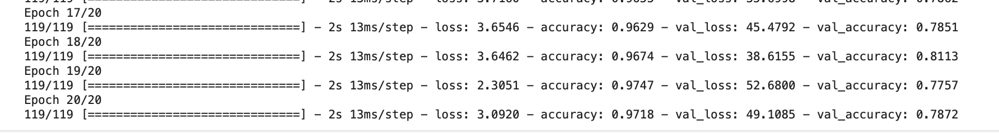 Epoch 17/20
119/119 [==============================] - 2s 13ms/step - loss: 3.6546 - accuracy: 0.9629 - val_loss: 45.4792 - val_accuracy: 0.7851
Epoch 18/20
119/119 [==============================] - 2s 13ms/step - loss: 3.6462 - accuracy: 0.9674 - val_loss: 38.6155 - val_accuracy: 0.8113
Epoch 19/20
119/119 [==============================] - 2s 13ms/step - loss: 2.3051 - accuracy: 0.9747 - val_loss: 52.6800 - val_accuracy: 0.7757
Epoch 20/20
119/119 [==============================] - 2s 13ms/step - loss: 3.0920 - accuracy: 0.9718 - val_loss: 49.1085 - val_accuracy: 0.7872